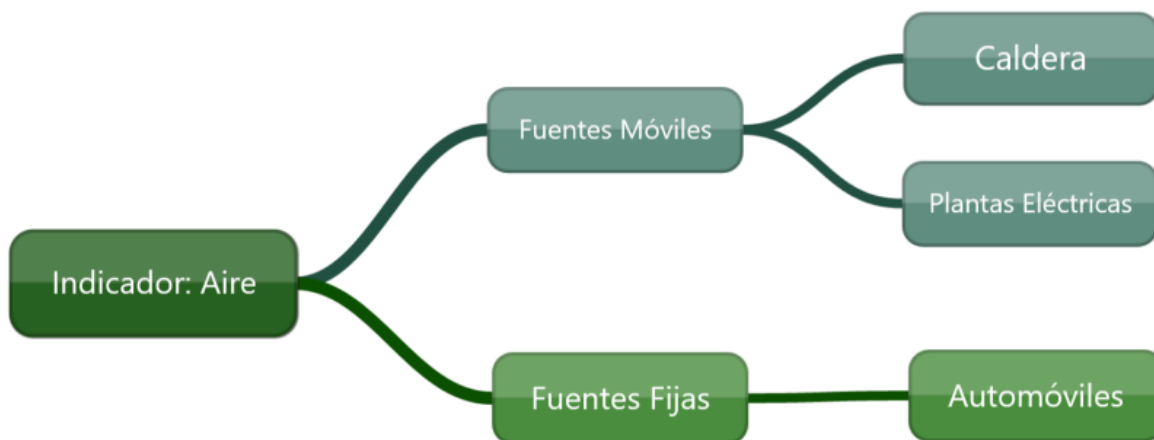 Caldera
Fuentes Móviles
Plantas Eléctricas
Indicador: Aire
Fuentes Fijas
Automóviles